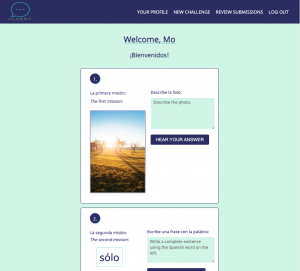 YOUR PROFILE NEW CHALLENGE REVIEW SUBMISSIONS LOG OUT
Welcome, Mo
¡Bienvenidos!
1.
La primera misión:
The first mission:
Describe la foto:
Describe the photo.
HEAR YOUR ANSWER
2.
La segunda misión:
The second mission:
sólo
Escribe una frase con la palabra:
Write a complete sentence
using the Spanish word on the
left.